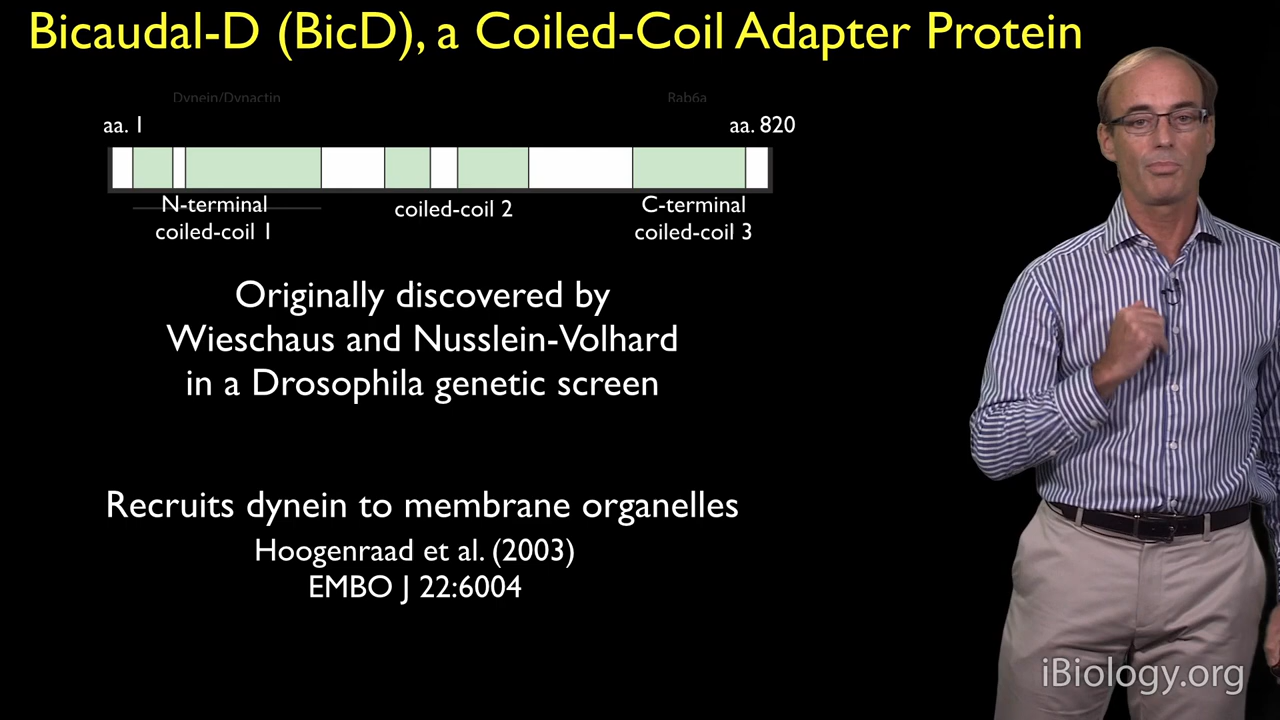 Bicaudal-D (BicD), a Coiled-Coil Adapter Protein
Dynein/Dynactin
Rab6a
aa. 1
aa. 820
N-terminal
coiled-coil 1
coiled-coil 2
C-terminal
coiled-coil 3
Originally discovered by
Wieschaus and Nusslein-Volhard
in a Drosophila genetic screen
Recruits dynein to membrane organelles
Hoogenraad et al. (2003)
EMBO J 22:6004
iBiology.org